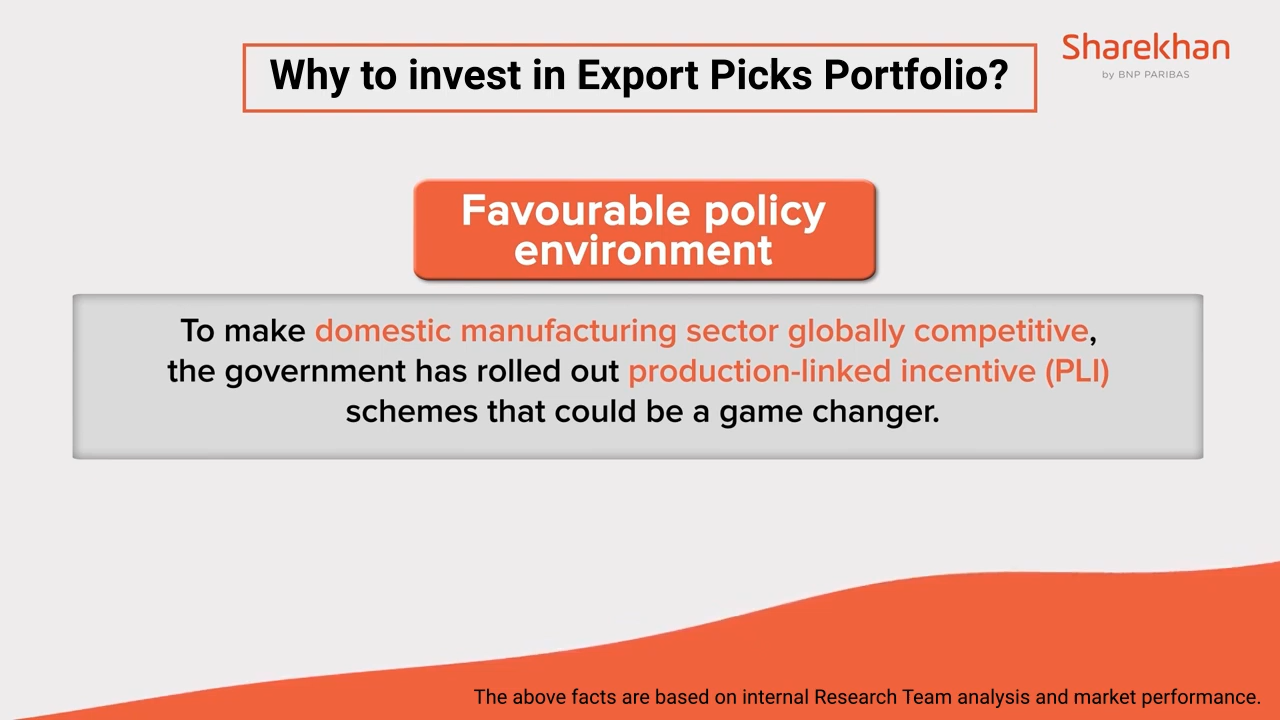 Why to invest in Export Picks Portfolio?
Sharekhan
by BNP PARIBAS
Favourable policy
environment
To make domestic manufacturing sector globally competitive,
the government has rolled out production-linked incentive (PLI)
schemes that could be a game changer.
The above facts are based on internal Research Team analysis and market performance.